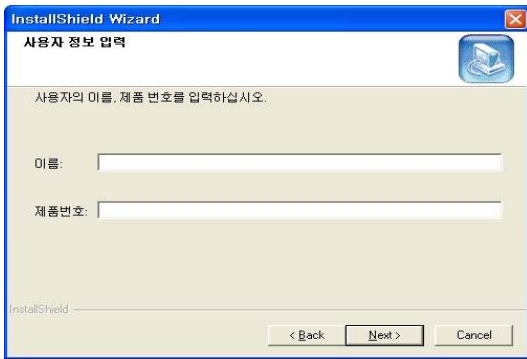 InstallShield Wizard
사용자 정보 입력
사용자의 이름, 제품 번호를 입력하십시오.
이름:
제품번호:
InstallShield
< Back
Next >
Cancel